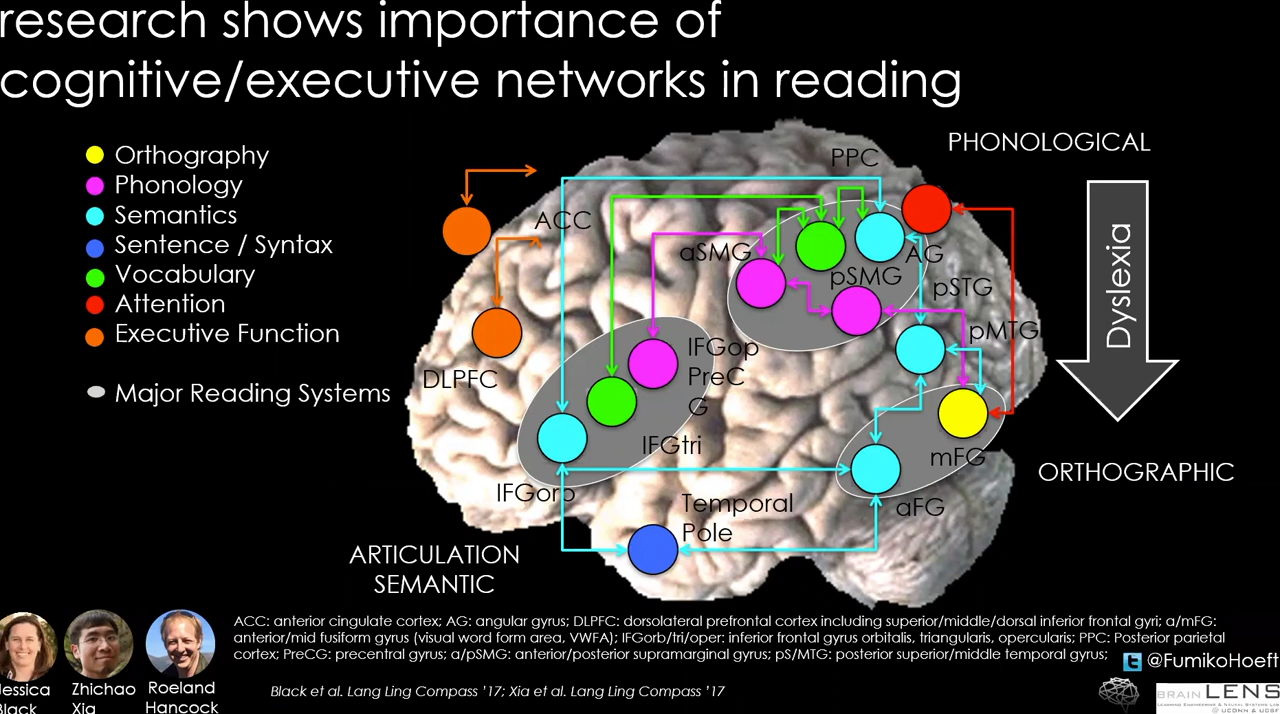 research shows importance of
cognitive/executive networks in reading
Orthography
Phonology
Semantics
Sentence / Syntax
Vocabulary
Attention
Executive Function
Major Reading Systems
PHONOLOGICAL
PPC
ACC
aSMG
AG
pSMG
pSTG
pMTG
Dyslexia
DLPFC
IFGop
PreC
G
IFGtri
mFG
ORTHOGRAPHIC
IFGorb
aFG
Temporal
Pole
ARTICULATION
SEMANTIC
ACC: anterior cingulate cortex; AG: angular gyrus; DLPFC: dorsolateral prefrontal cortex including superior/middle/dorsal inferior frontal gyri; a/mFG:
anterior/mid fusiform gyrus (visual word form area, VWFA); IFGorb/tri/oper: inferior frontal gyrus orbitalis, triangularis, opercularis; PPC: Posterior parietal
cortex; PreCG: precentral gyrus; a/pSMG: anterior/posterior supramarginal gyrus; pS/MTG: posterior superior/middle temporal gyrus;
@FumikoHoeft
Jessica
Black
Zhichao
Xia
Roeland
Hancock
Black et al. Lang Ling Compass '17; Xia et al. Lang Ling Compass '17
BRAIN LENS
© UCONN & UCSF